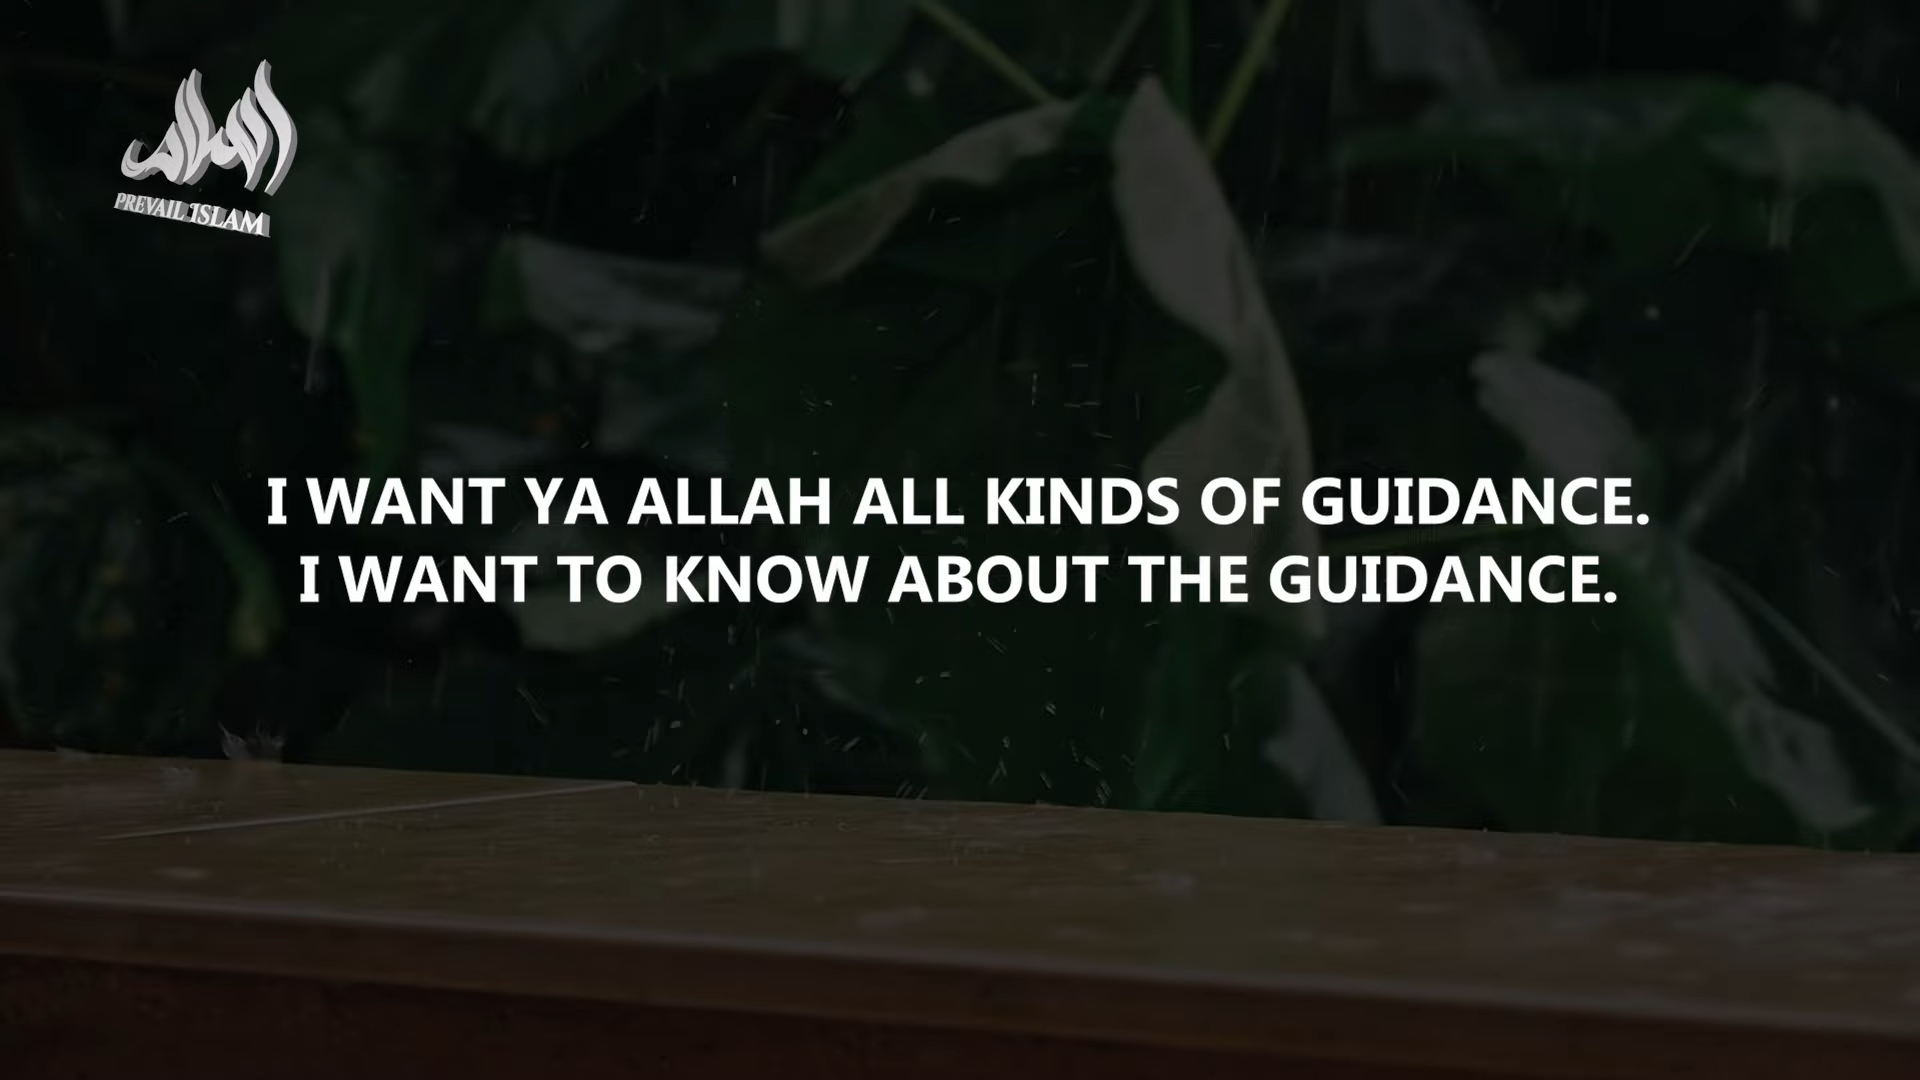 PREVAIL ISLAM
I WANT YA ALLAH ALL KINDS OF GUIDANCE.
I WANT TO KNOW ABOUT THE GUIDANCE.